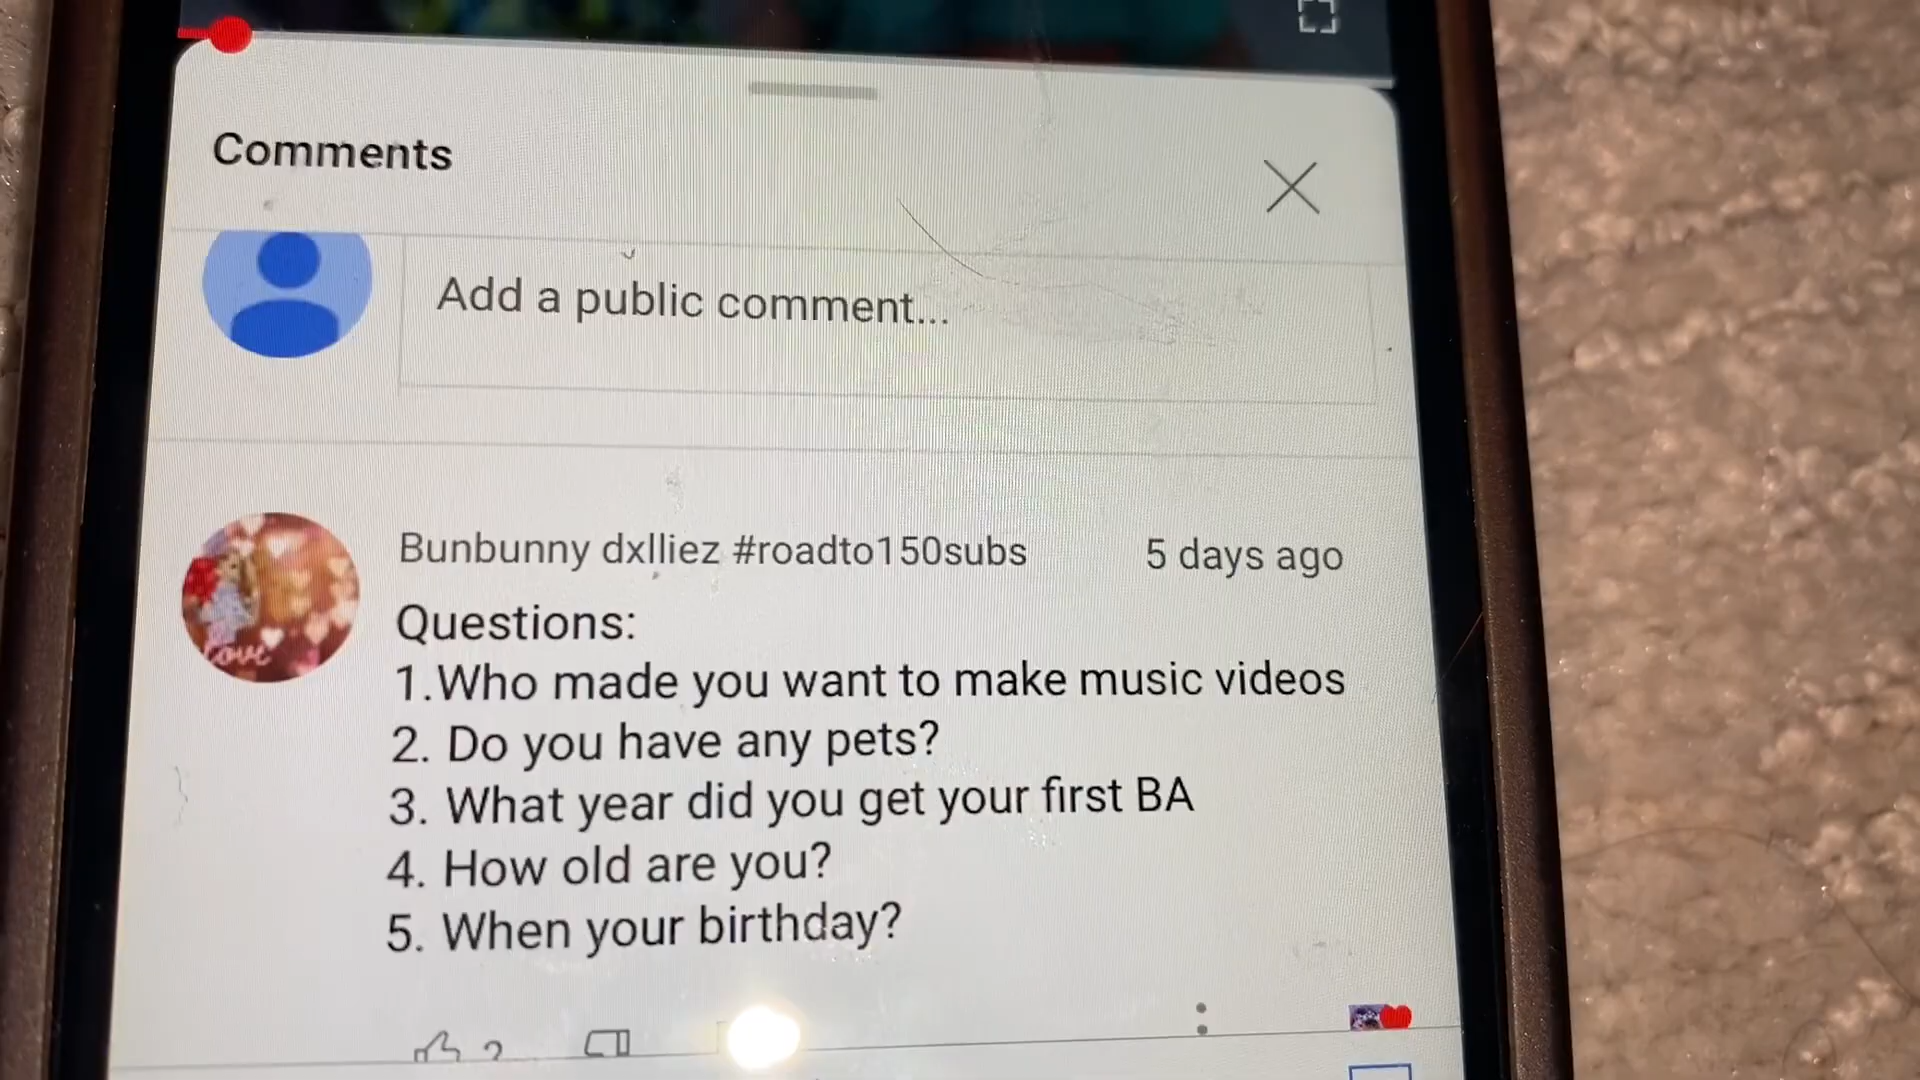 Comments
Add a public comment...
Bunbunny dxlliez #roadto150subs 5 days ago
Questions:
1.Who made you want to make music videos
2. Do you have any pets?
3. What year did you get your first BA
4. How old are you?
5. When your birthday?